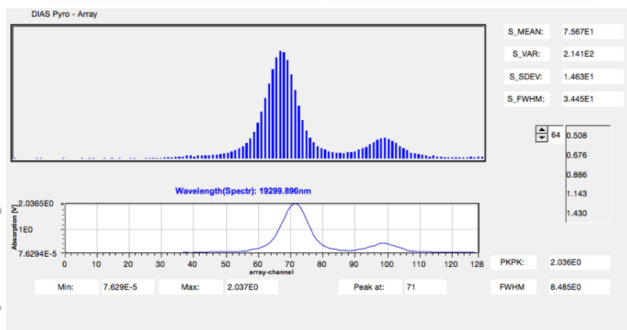 DIAS Pyro - Array
S_MEAN: 7.567E1
S_VAR: 2.141E2
S_SDEV: 1.463E1
S_FWHM: 3.445E1
64 0.508
0.676
0.886
1.143
1.430
Wavelength(Spectr): 19299.896nm
Absorption [V]
2.0365E0
1E0
7.6294E-5
0 10 20 30 40 50 60 70 80 90 100 110 120 128
array-channel
PKPK: 2.036E0
Min: 7.629E-5 Max: 2.037E0 Peak at: 71 FWHM 8.485E0